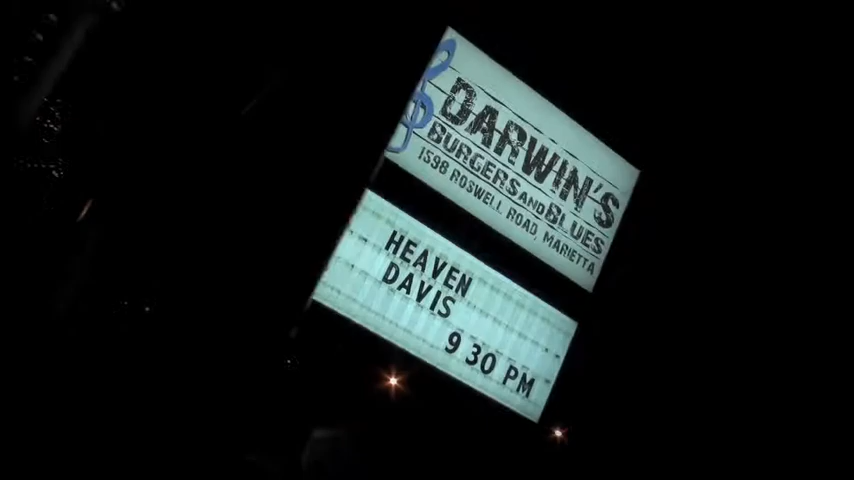 DARWIN'S
BURGERS AND BLUES
1598 ROSWELL ROAD, MARIETTA
HEAVEN
DAVIS
9 30 PM